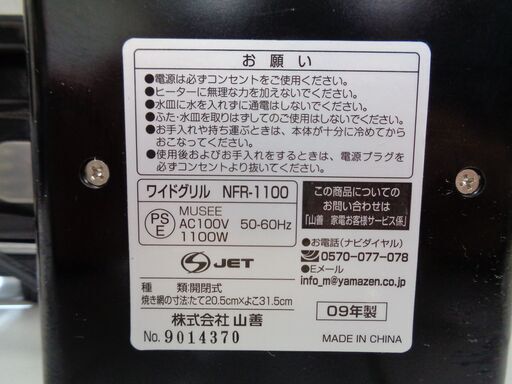 お願い
●電源は必ずコンセントをご使用ください。
●ヒーターに無理な力を加えないでください。
●水皿に水を入れずに通電はしないでください。
●ふた・水皿を取りはずしてのご使用はしないでください。
●お手入れや持ち運ぶときは、本体が十分に冷めてから
おこなってください。
●使用後およびお手入れをするときは、電源プラグを
必ずコンセントより抜いてください。
ワイドグリル NFR-1100
PS
E
MUSEE
AC100V 50-60Hz
1100W
S JET
種 類:開閉式
焼き網の寸法:たて20.5cm×よこ31.5cm
株式会社 山善
No. 9014370
この商品についての
お問い合わせは
「山善 家電お客様サービス係」
●お電話(ナビダイヤル)
0570-077-078
●Eメール
info_m@yamazen.co.jp
09年製
MADE IN CHINA